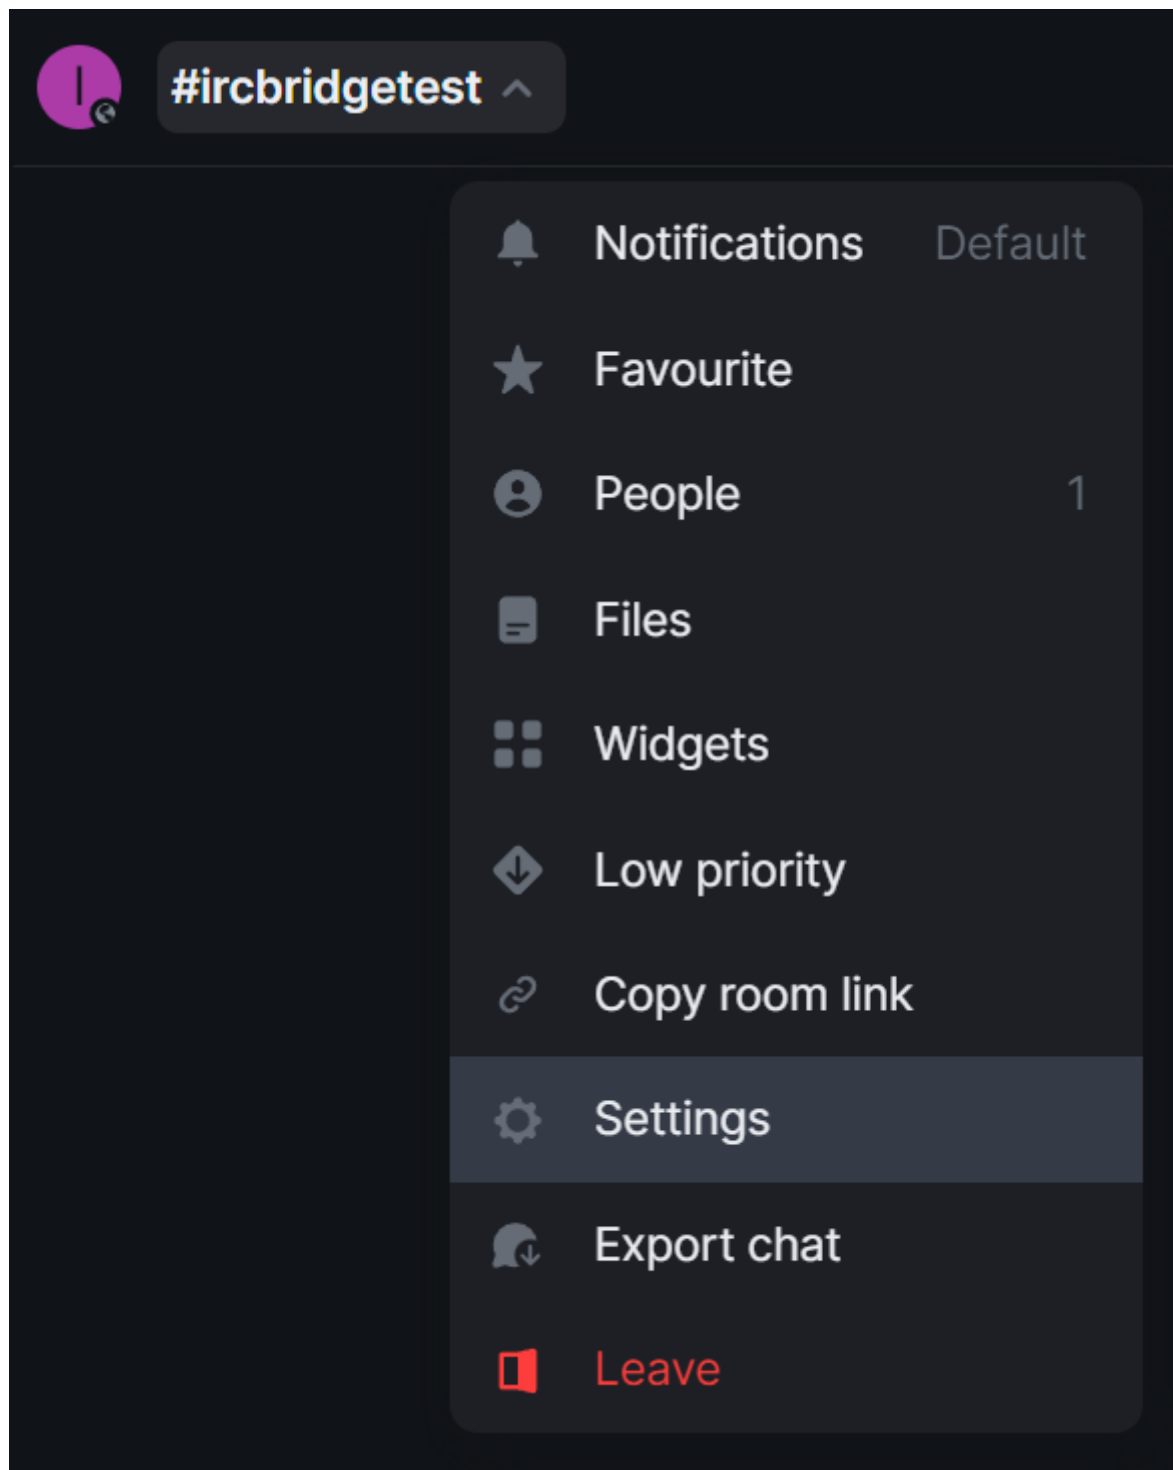 I
#ircbridgetest
Notifications Default
Favourite
People 1
Files
Widgets
Low priority
Copy room link
Settings
Export chat
Leave